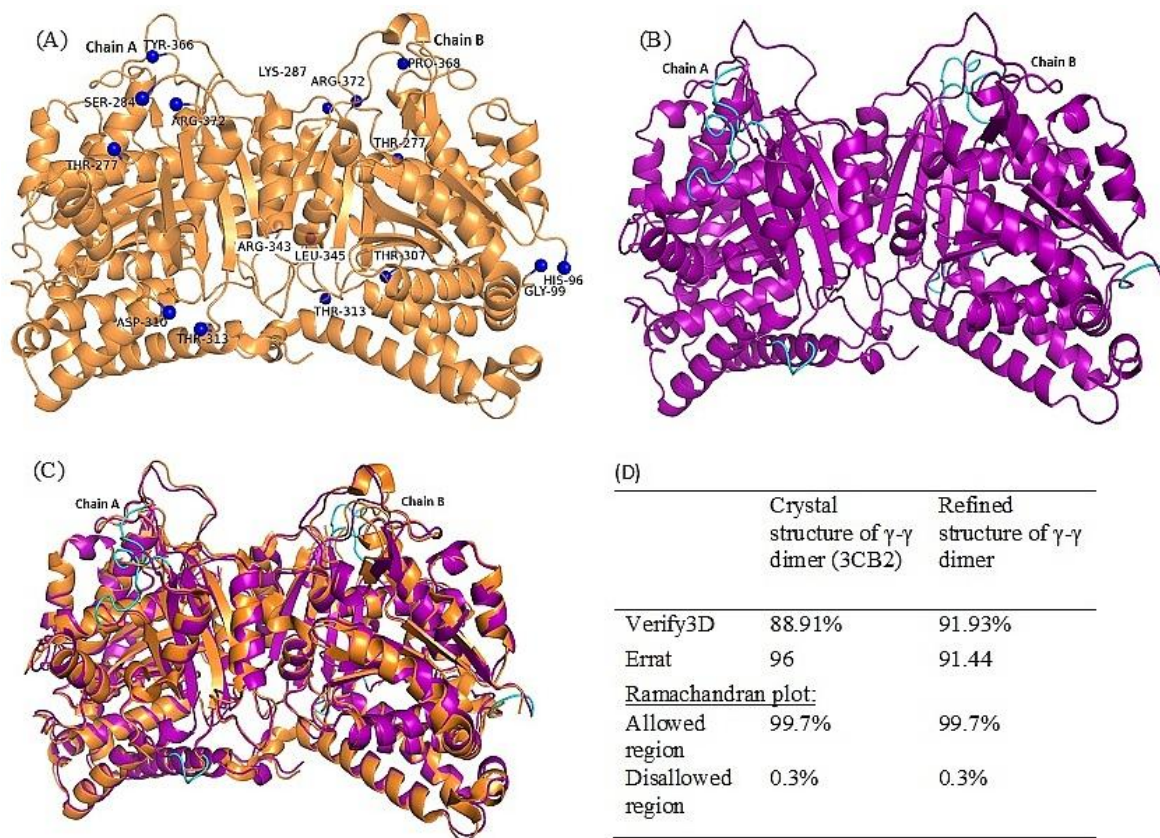 (A)
Chain A
TYR-366
Chain B
PRO-368
LYS-287
ARG-372
SER-284
ARG-372
THR-277
THR-277
ARG-343
LEU-345
THR-307
HIS-96
GLY-99
THR-313
ASP-310
THR-313
(B)
Chain A
Chain B
(C)
Chain A
Chain B
(D)
Crystal structure of γ-γ dimer (3CB2)
Refined structure of γ-γ dimer
Verify3D 88.91% 91.93%
Errat 96 91.44
Ramachandran plot:
Allowed region 99.7% 99.7%
Disallowed region 0.3% 0.3%